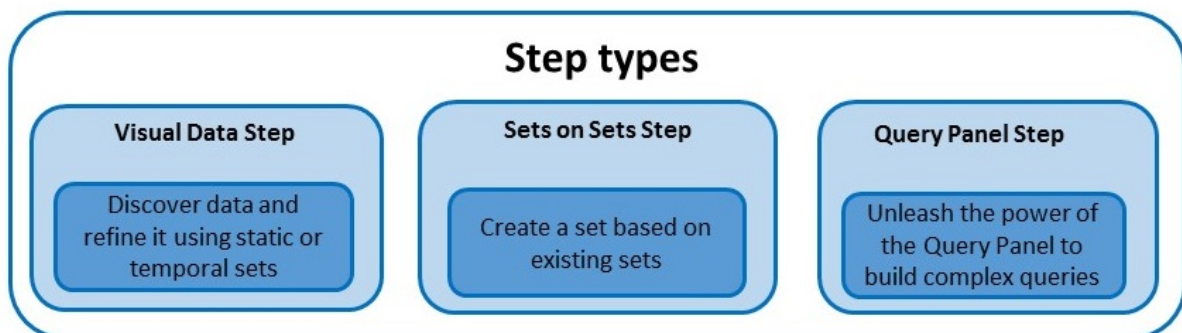 Step types
Visual Data Step
Discover data and
refine it using static or
temporal sets
Sets on Sets Step
Create a set based on
existing sets
Query Panel Step
Unleash the power of
the Query Panel to
build complex queries